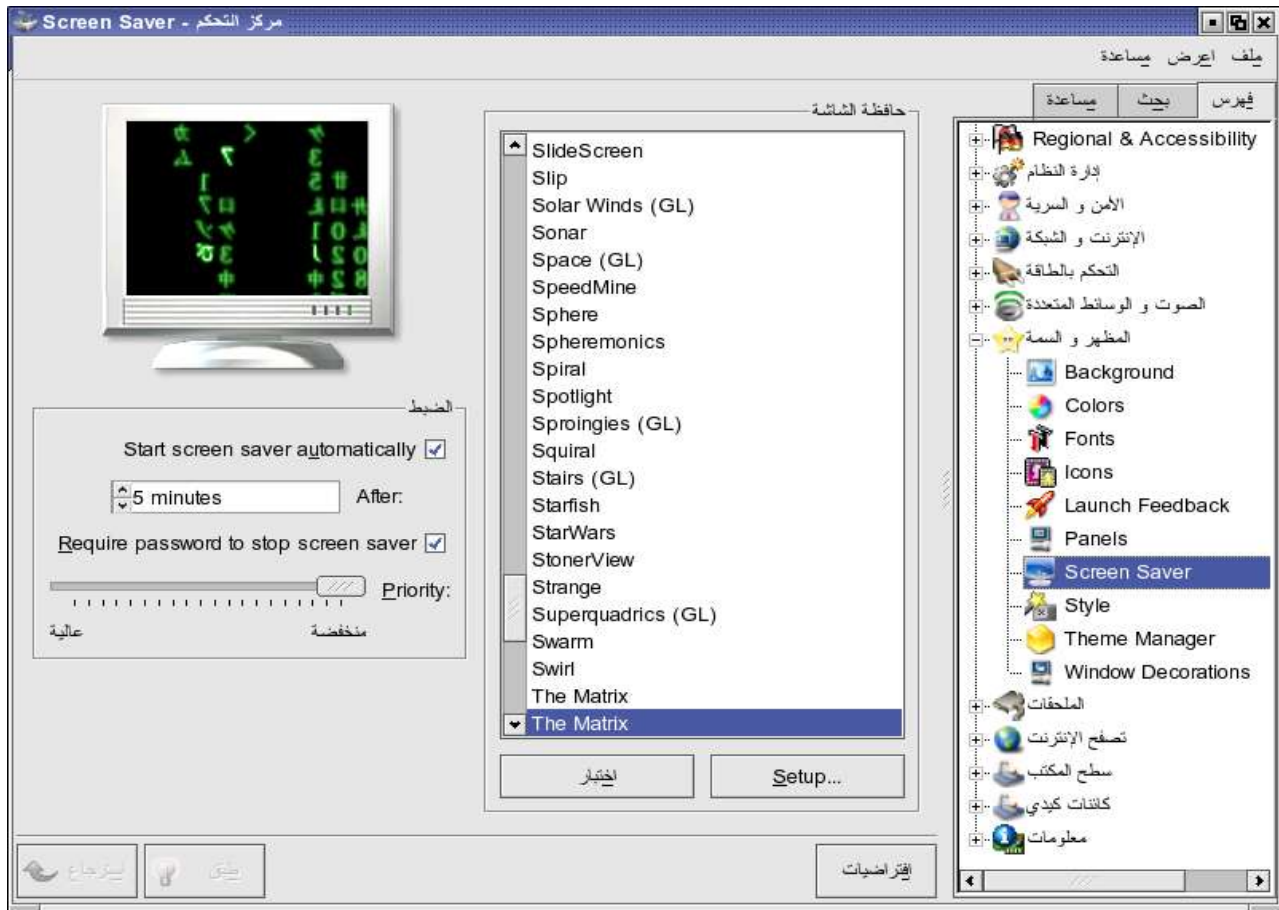 Screen Saver - مركز التحكم
ملف اعرض مساعدة
فهرس بحث مساعدة
Regional & Accessibility
إدارة النظام
الأمن و السرية
الإنترنت و الشبكة
التحكم بالطاقة
الصوت و الوسائط المتعددة
المظهر و السمة
Background
Colors
Fonts
Icons
Launch Feedback
Panels
Screen Saver
Style
Theme Manager
Window Decorations
الملحقات
تصفح الإنترنت
سطح المكتب
كائنات كيدي
معلومات
حافظة الشاشة
SlideScreen
Slip
Solar Winds (GL)
Sonar
Space (GL)
SpeedMine
Sphere
Spheremonics
Spiral
Spotlight
Sproingies (GL)
Squiral
Stairs (GL)
Starfish
StarWars
StonerView
Strange
Superquadrics (GL)
Swarm
Swirl
The Matrix
The Matrix
Setup...
اختبار
الضبط
Start screen saver automatically
After:
5 minutes
Require password to stop screen saver
Priority:
منخفضة
عالية
افتراضيات
طبق
استرجاع